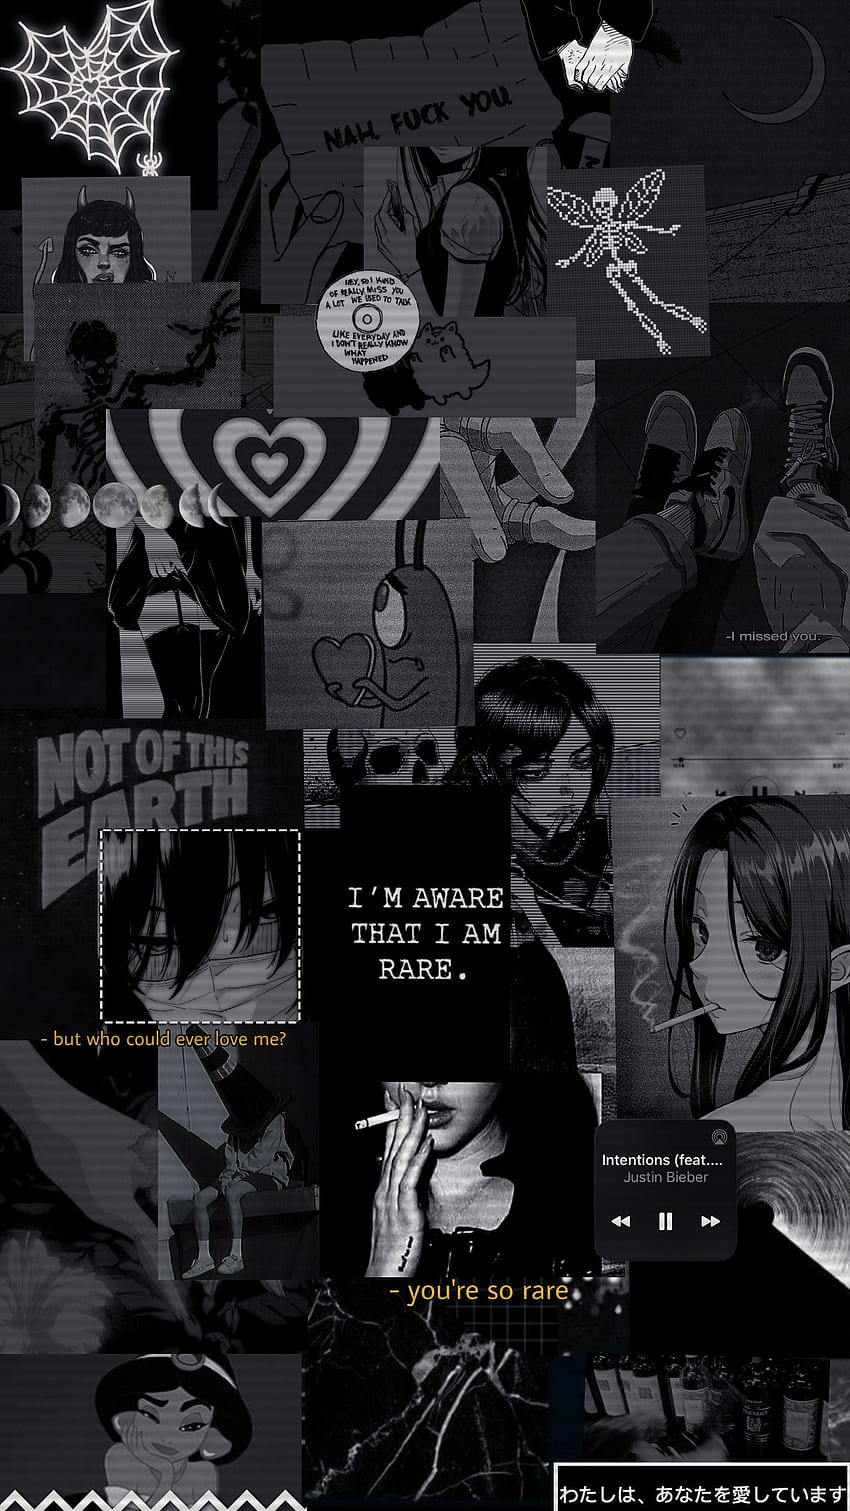 NAH, FUCK YOU.
HEY, SO I KIND
OF REALLY MISS YOU
A LOT WE USED TO TALK
LIKE EVERYDAY AND
I DON'T REALLY KNOW
WHAT
HAPPENED
-I missed you.
NOT OF THIS
EARTH
I'M AWARE
THAT I AM
RARE.
- but who could ever love me?
Intentions (feat....
Justin Bieber
- you're so rare
わたしは、あなたを愛しています